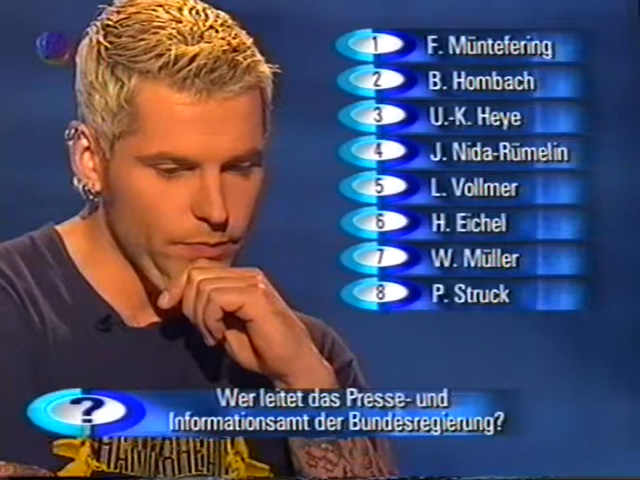 1 F. Müntefering
2 B. Hombach
3 U.-K. Heye
4 J. Nida-Rümelin
5 L. Vollmer
6 H. Eichel
7 W. Müller
8 P. Struck
? Wer leitet das Presse- und
Informationsamt der Bundesregierung?